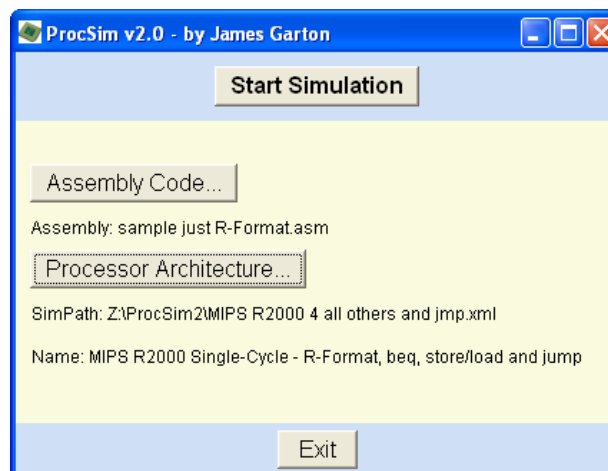 ProcSim v2.0 - by James Garton
Start Simulation
Assembly Code...
Assembly: sample just R-Format.asm
Processor Architecture...
SimPath: Z:\ProcSim2\MIPS R2000 4 all others and jmp.xml
Name: MIPS R2000 Single-Cycle - R-Format, beq, store/load and jump
Exit